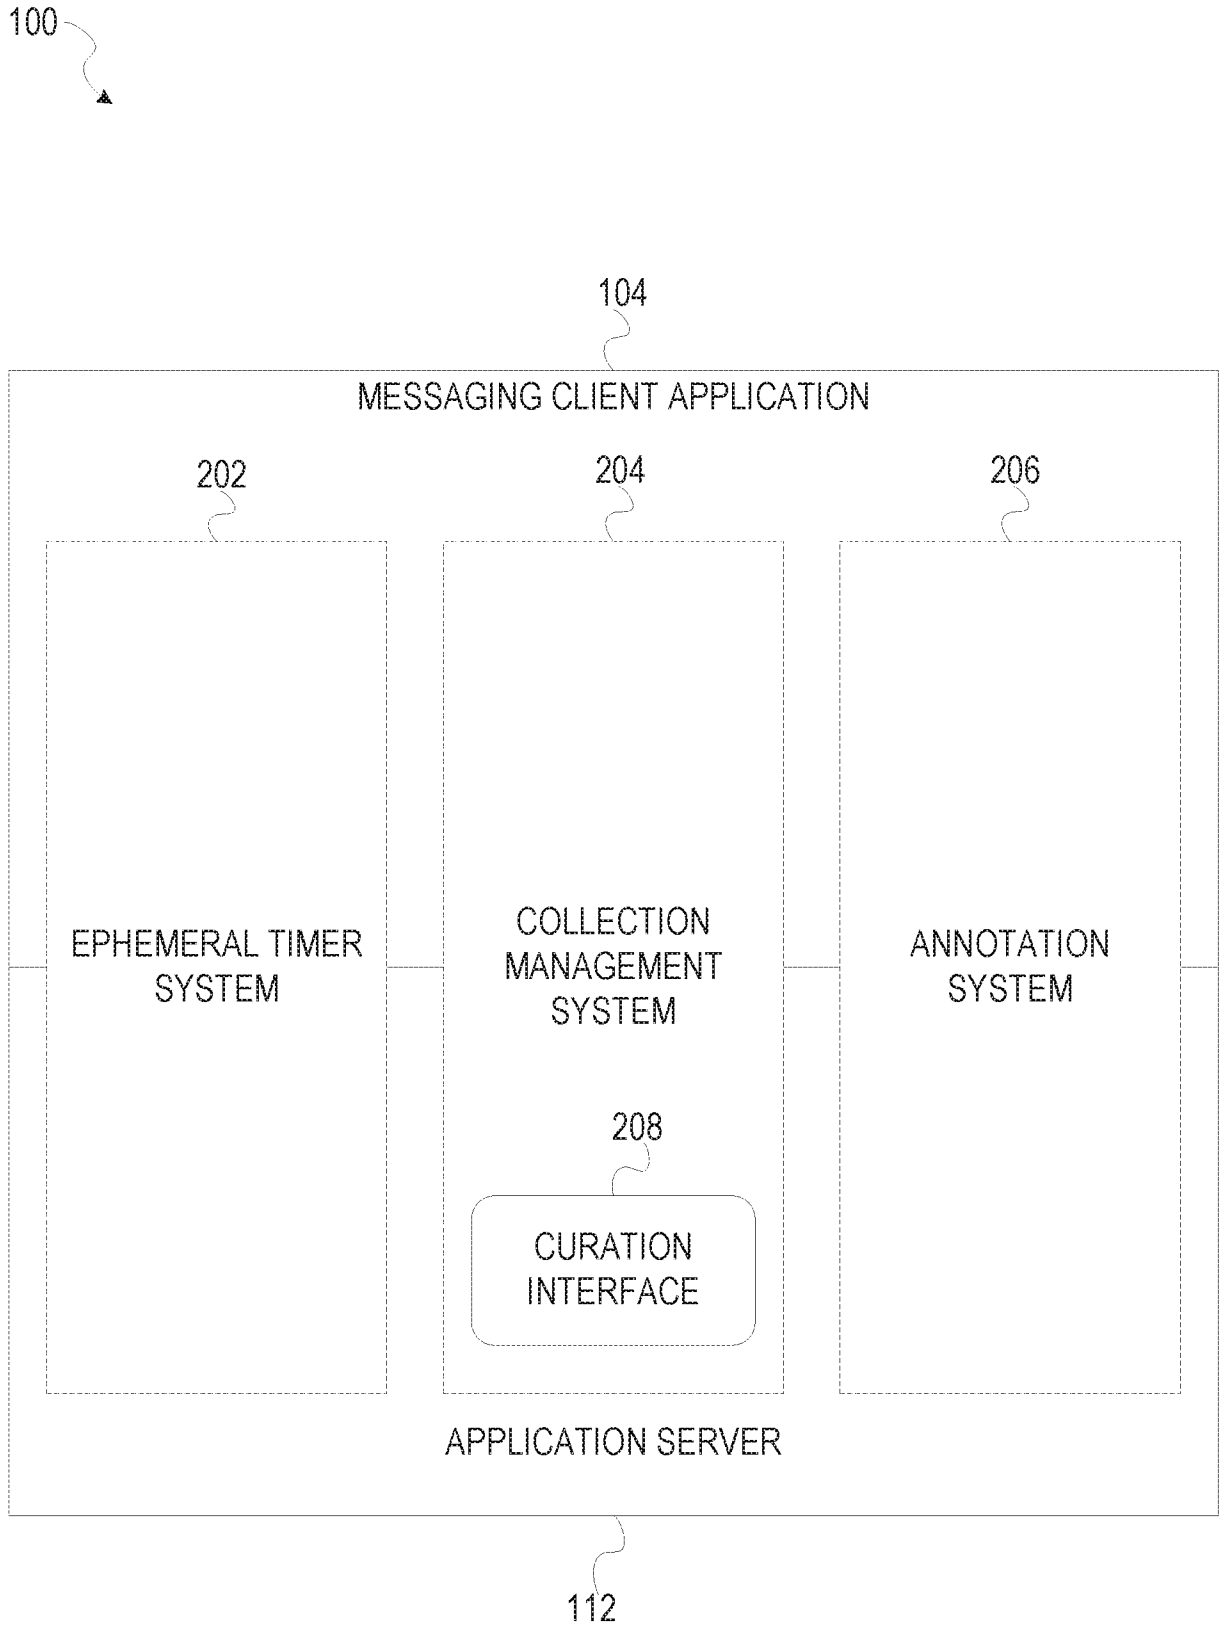 100
104
MESSAGING CLIENT APPLICATION
202
204
206
EPHEMERAL TIMER
SYSTEM
COLLECTION
MANAGEMENT
SYSTEM
ANNOTATION
SYSTEM
208
CURATION
INTERFACE
APPLICATION SERVER
112